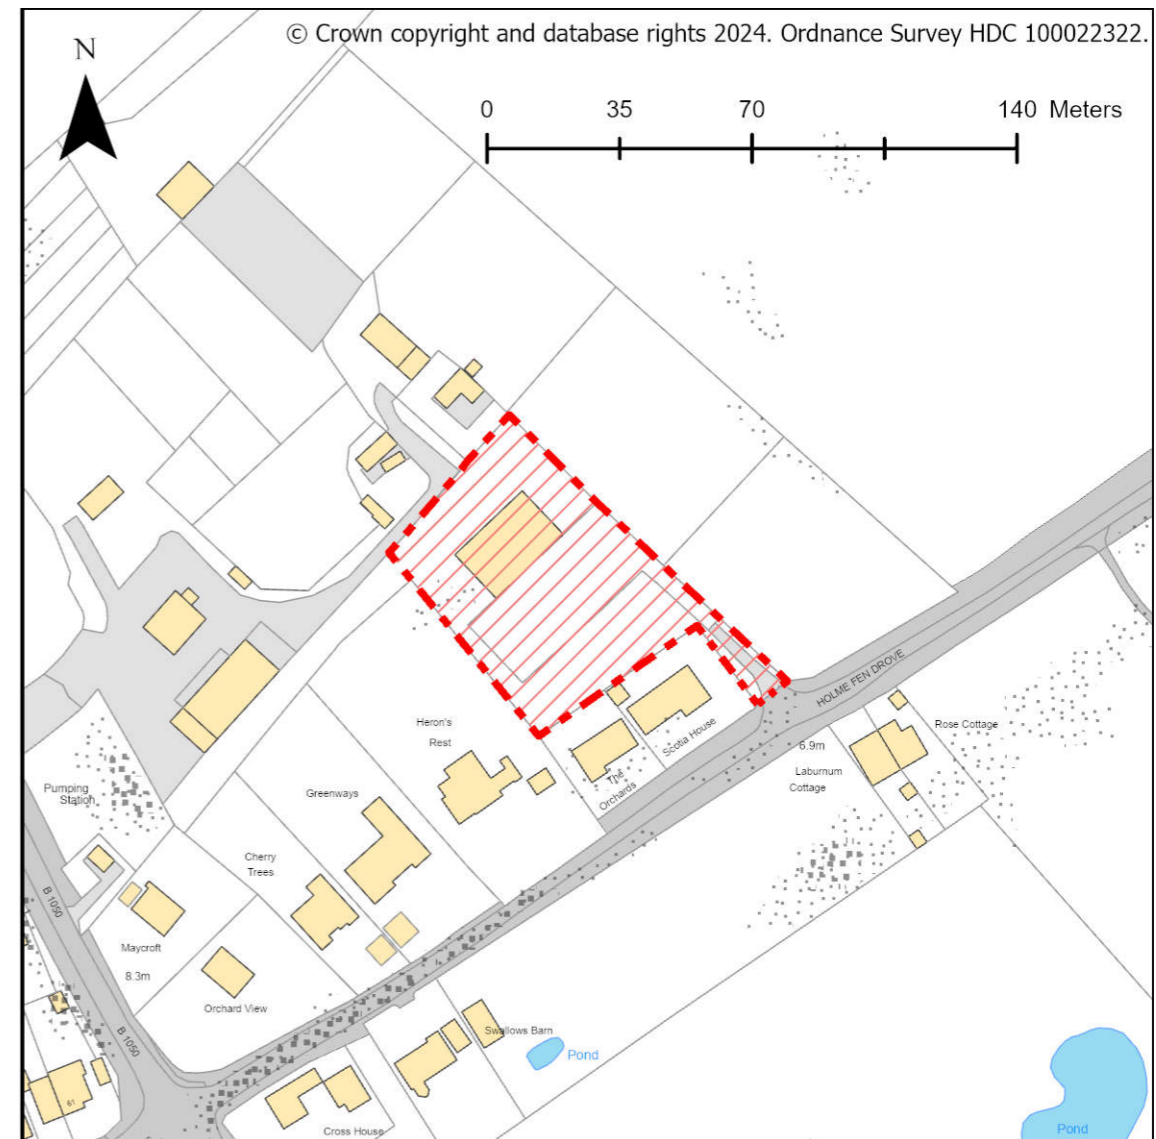 © Crown copyright and database rights 2024. Ordnance Survey HDC 100022322.
N
0 35 70 140 Meters
HOLME FEN DROVE
Rose Cottage
6.9m
Laburnum
Cottage
Scotia House
The
Orchards
Heron's
Rest
Greenways
Pumping
Station
Cherry
Trees
B 1050
Maycroft
8.3m
Orchard View
B 1050
Swallows Barn
Pond
61
Cross House
Pond